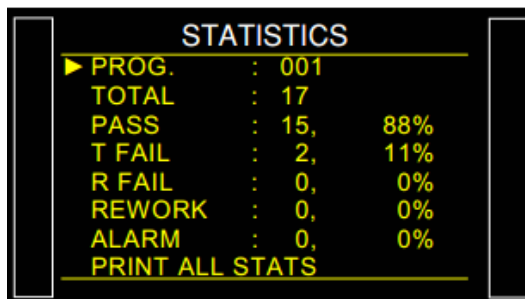 STATISTICS
► PROG. : 001
TOTAL : 17
PASS : 15, 88%
T FAIL : 2, 11%
R FAIL : 0, 0%
REWORK : 0, 0%
ALARM : 0, 0%
PRINT ALL STATS